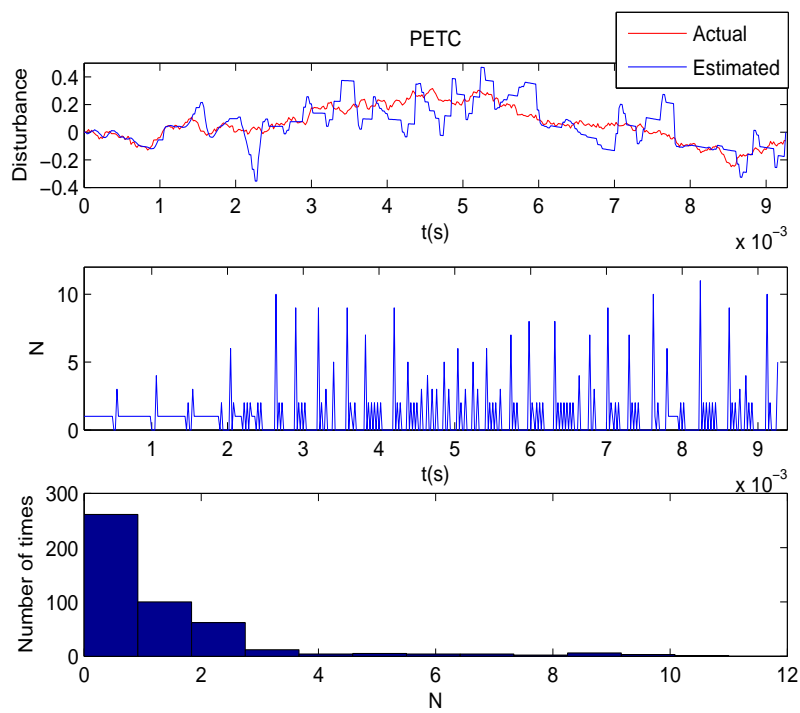 PETC
Actual
Estimated
Disturbance
0.4
0.2
0
−0.2
−0.4
0 1 2 3 4 5 6 7 8 9
t(s)
x 10⁻³
N
10
5
0
1 2 3 4 5 6 7 8 9
t(s)
x 10⁻³
Number of times
300
200
100
0
0 2 4 6 8 10 12
N